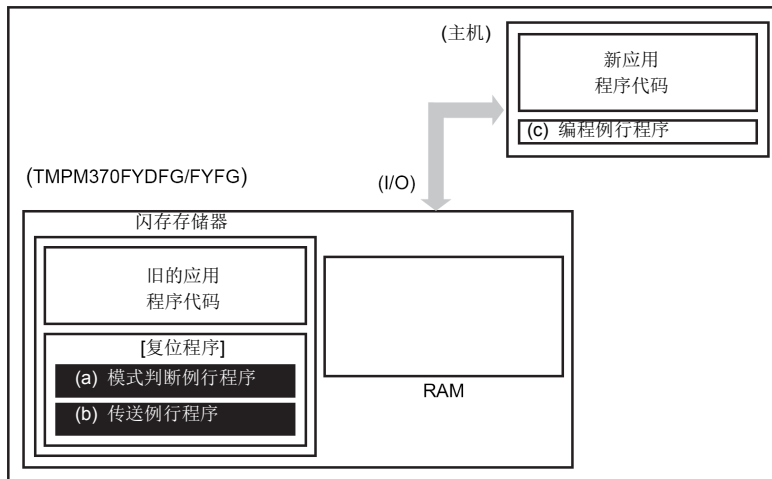 (主机)
新应用
程序代码
(c) 编程例行程序
(TMPM370FYDFG/FYFG)
(I/O)
闪存存储器
旧的应用
程序代码
[复位程序]
(a) 模式判断例行程序
(b) 传送例行程序
RAM